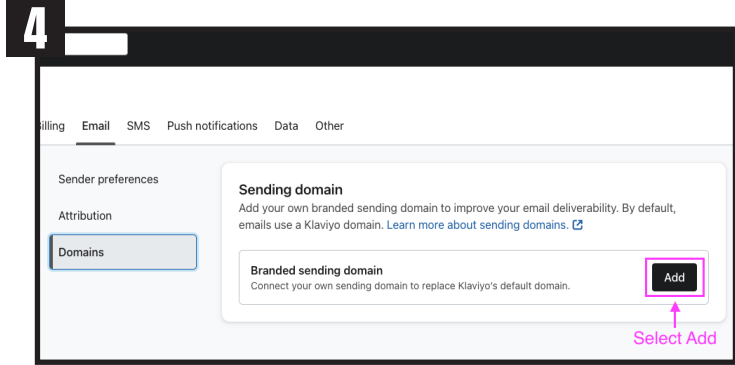 4
Email SMS Push notifications Data Other
Sender preferences
Attribution
Domains
Sending domain
Add your own branded sending domain to improve your email deliverability. By default,
emails use a Klaviyo domain. Learn more about sending domains.
Branded sending domain
Connect your own sending domain to replace Klaviyo's default domain.
Add
Select Add